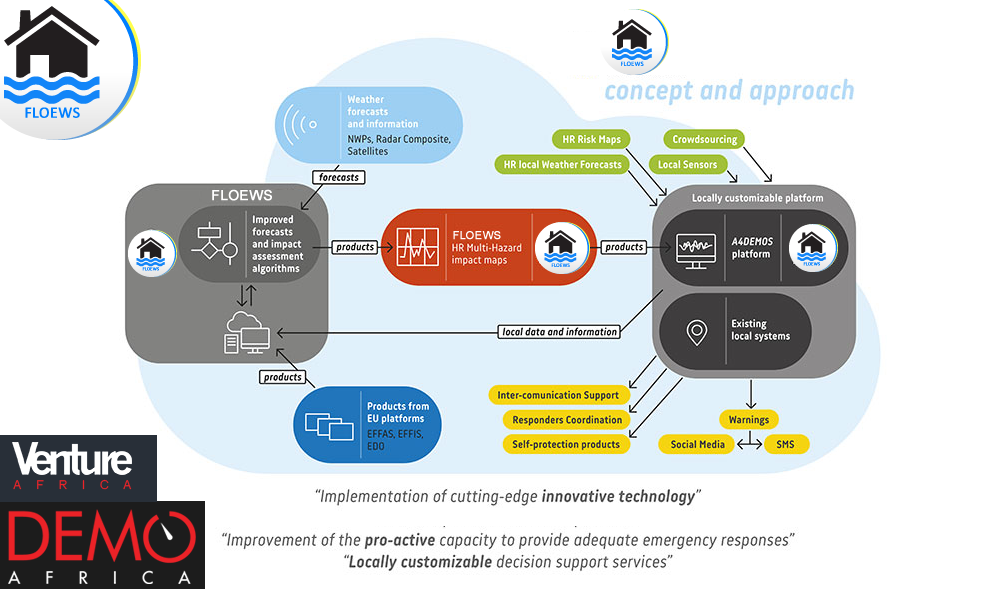 FLOEWS
FLOEWS
concept and approach
Weather
forecasts
and information
NWPs, Radar Composite,
Satellites
HR Risk Maps
Crowdsourcing
HR local Weather Forecasts
Local Sensors
forecasts
FLOEWS
Improved
forecasts
and impact
assessment
algorithms
FLOEWS
products
FLOEWS
HR Multi-Hazard
impact maps
FLOEWS
products
Locally customizable platform
A4DEMOS
platform
FLOEWS
Existing
local systems
local data and information
products
Products from
EU platforms
EFFAS, EFFIS,
EDO
Inter-comunication Support
Responders Coordination
Self-protection products
Warnings
Social Media
SMS
Venture
AFRICA
DEMO
AFRICA
“Implementation of cutting-edge innovative technology”
“Improvement of the pro-active capacity to provide adequate emergency responses”
“Locally customizable decision support services”